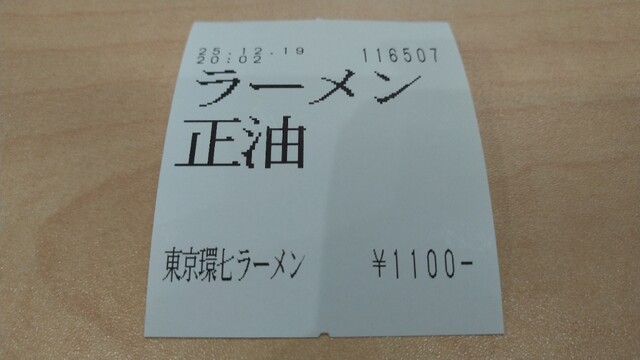 25.12.19 116507
20:02
ラーメン
正油
東京環七ラーメン ¥1100-